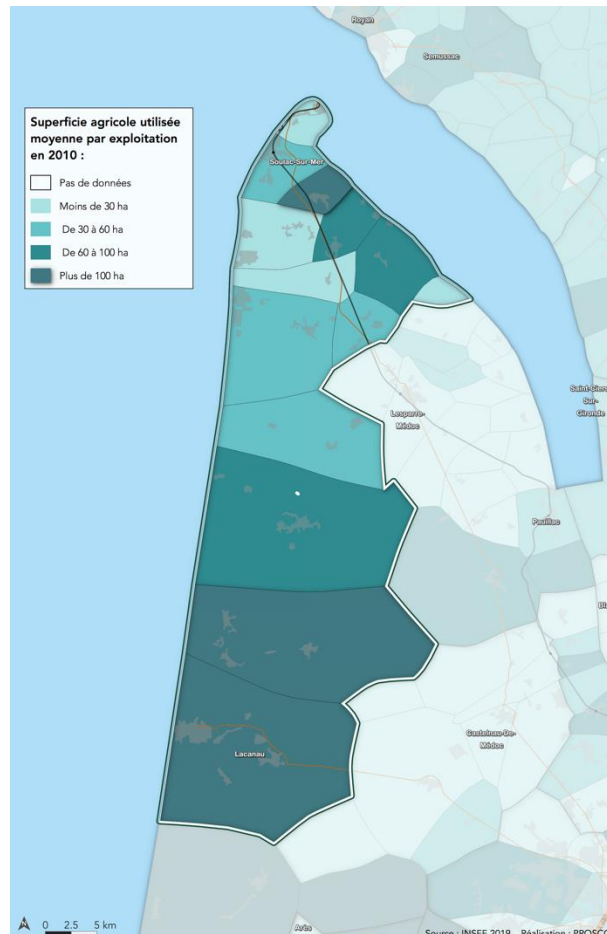 Royan
Semussac
Superficie agricole utilisée
moyenne par exploitation
en 2010 :
Pas de données
Moins de 30 ha
De 30 à 60 ha
De 60 à 100 ha
Plus de 100 ha
Soulac-Sur-Mer
Saint-Ciers-
Sur-
Gironde
Lesparre-
Médoc
Pauillac
Castelnau-De-
Médoc
Lacanau
Arès
N 0 2.5 5 km
Source : INSEE 2019 Réalisation : PROSCO